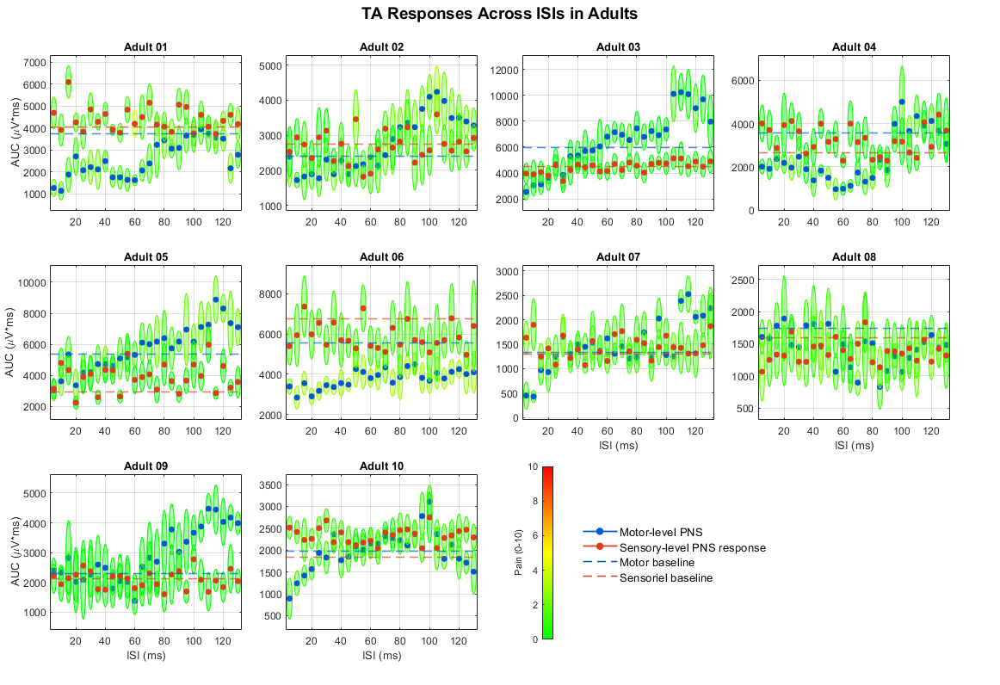 TA Responses Across ISIs in Adults
Adult 01
Adult 02
Adult 03
Adult 04
7000
6000
5000
4000
3000
2000
1000
AUC (μV*ms)
20 40 60 80 100 120
5000
4000
3000
2000
1000
20 40 60 80 100 120
12000
10000
8000
6000
4000
2000
20 40 60 80 100 120
6000
4000
2000
0
20 40 60 80 100 120
Adult 05
Adult 06
Adult 07
Adult 08
10000
8000
6000
4000
2000
AUC (μV*ms)
20 40 60 80 100 120
8000
6000
4000
2000
20 40 60 80 100 120
3000
2500
2000
1500
1000
500
0
20 40 60 80 100 120
ISI (ms)
2500
2000
1500
1000
500
20 40 60 80 100 120
ISI (ms)
Adult 09
Adult 10
5000
4000
3000
2000
1000
AUC (μV*ms)
20 40 60 80 100 120
ISI (ms)
3500
3000
2500
2000
1500
1000
500
20 40 60 80 100 120
ISI (ms)
10
8
6
4
2
0
Pain (0-10)
Motor-level PNS
Sensory-level PNS response
Motor baseline
Sensoriel baseline